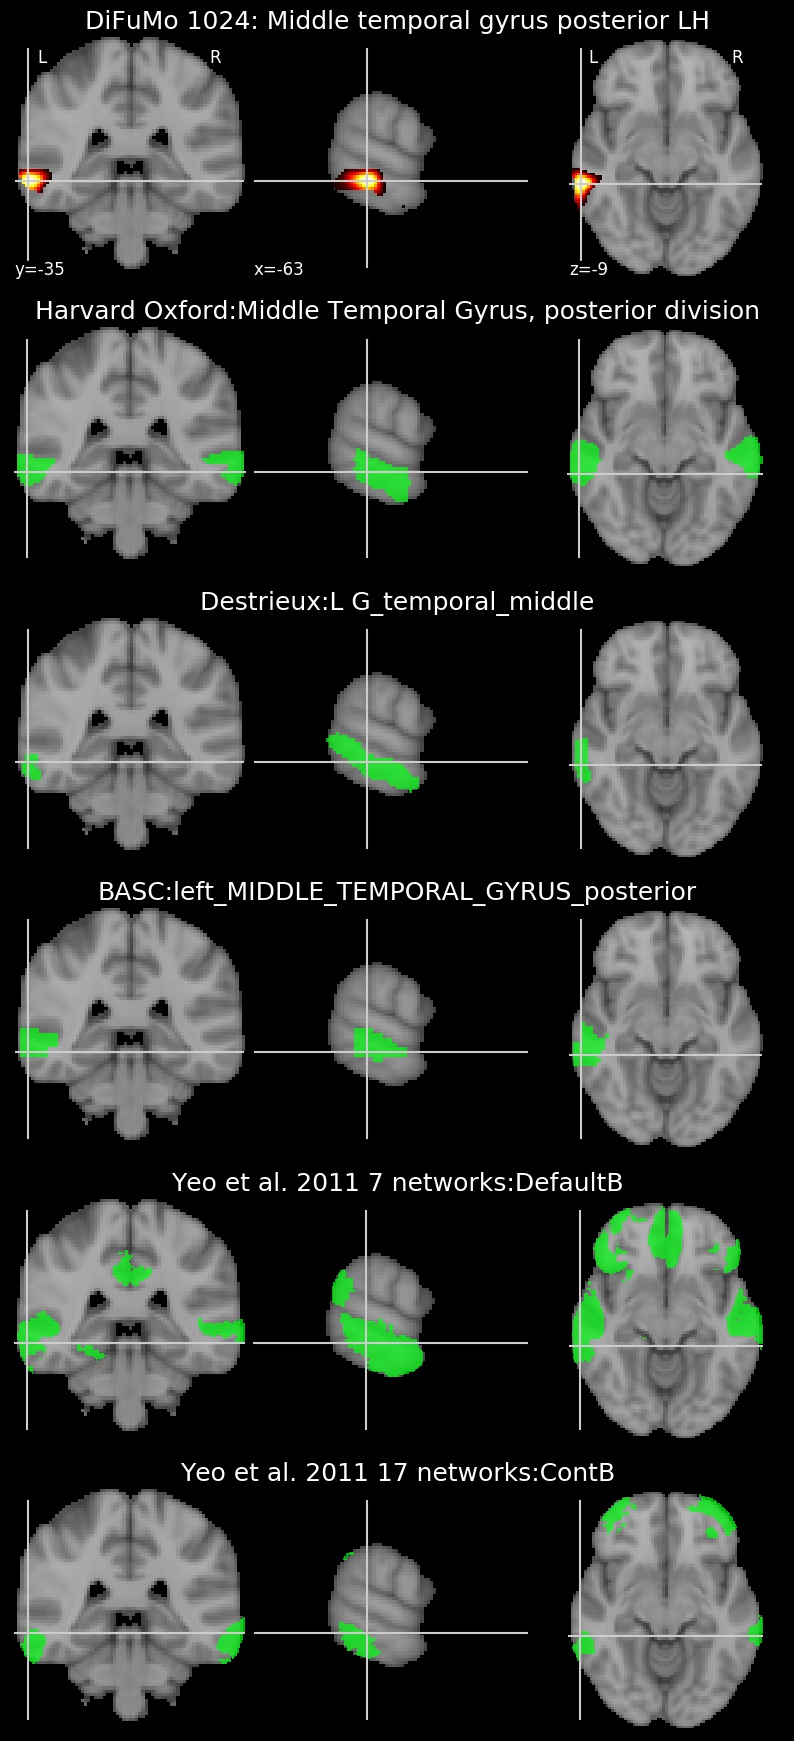 DiFuMo 1024: Middle temporal gyrus posterior LH
L R L R
y=-35 x=-63 z=-9
Harvard Oxford:Middle Temporal Gyrus, posterior division
Destrieux:L G_temporal_middle
BASC:left_MIDDLE_TEMPORAL_GYRUS_posterior
Yeo et al. 2011 7 networks:DefaultB
Yeo et al. 2011 17 networks:ContB